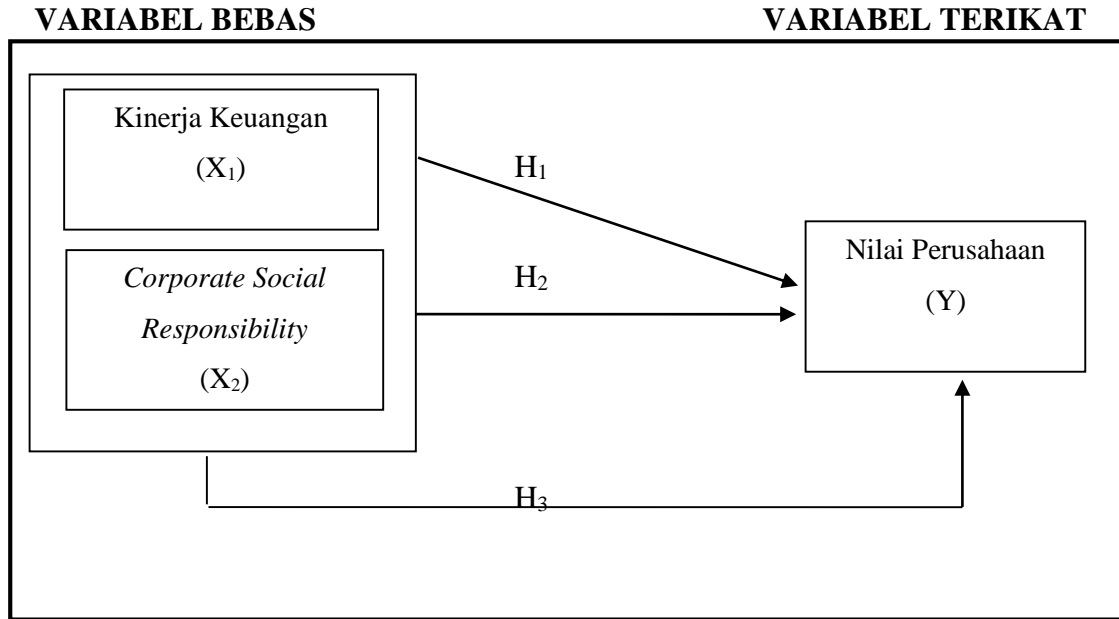 VARIABEL BEBAS
VARIABEL TERIKAT
Kinerja Keuangan
(X₁)
Corporate Social
Responsibility
(X₂)
H₁
H₂
H₃
Nilai Perusahaan
(Y)